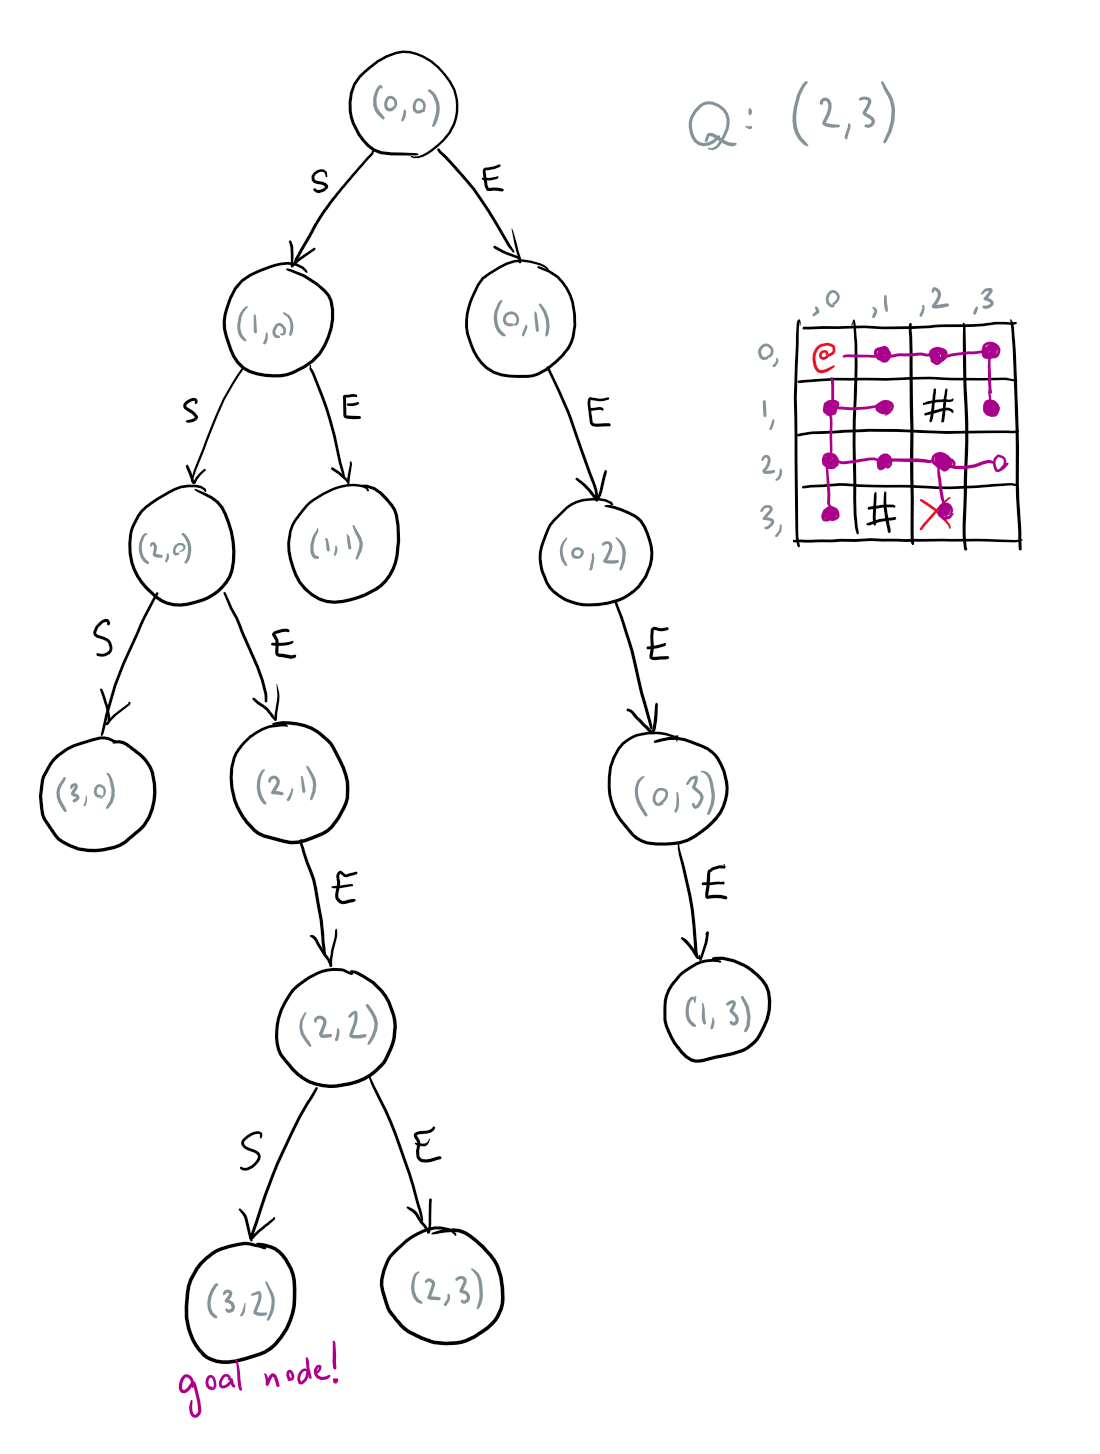 (0,0)
Q: (2,3)
S E
(1,0) (0,1)
,0 ,1 ,2 ,3
0, @
1, #
2,
3, # X
S E E
(2,0) (1,1) (0,2)
S E E
(3,0) (2,1) (0,3)
E E
(2,2) (1,3)
S E
(3,2) (2,3)
goal node!